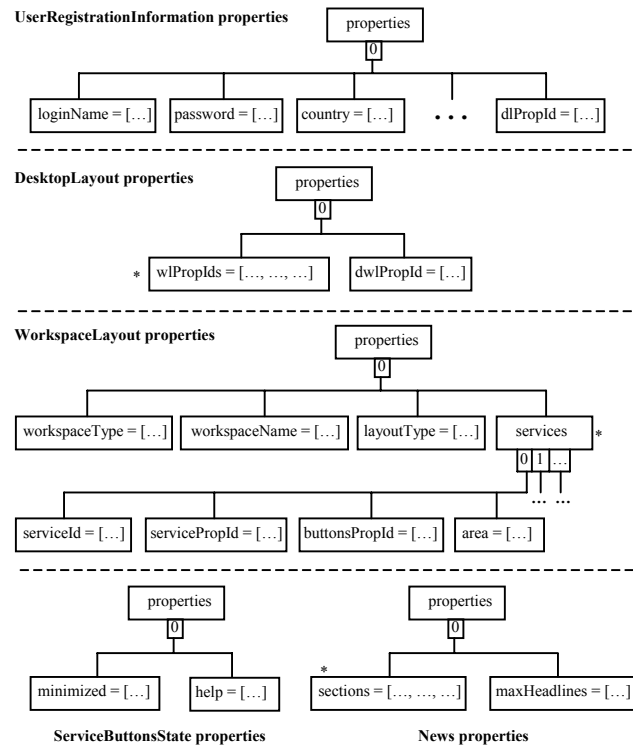 UserRegistrationInformation properties
properties
0
loginName = […]
password = […]
country = […]
• • •
dlPropId = […]
DesktopLayout properties
properties
0
* wlPropIds = […, …, …]
dwlPropId = […]
WorkspaceLayout properties
properties
0
workspaceType = […]
workspaceName = […]
layoutType = […]
services *
0 1 …
… …
serviceId = […]
servicePropId = […]
buttonsPropId = […]
area = […]
properties
0
minimized = […]
help = […]
ServiceButtonsState properties
properties
0
*
sections = […, …, …]
maxHeadlines = […]
News properties